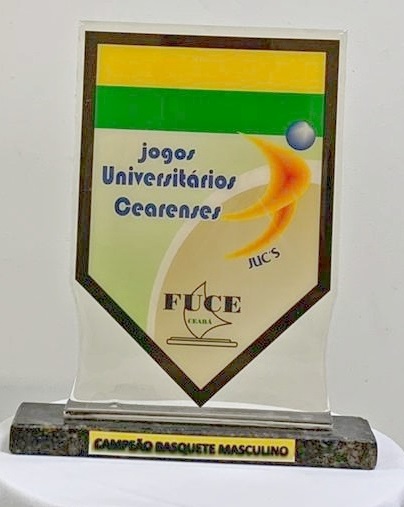 jogos
Universitários
Cearenses
JUC'S
FUCE
CEARÁ
CAMPEÃO BASQUETE MASCULINO